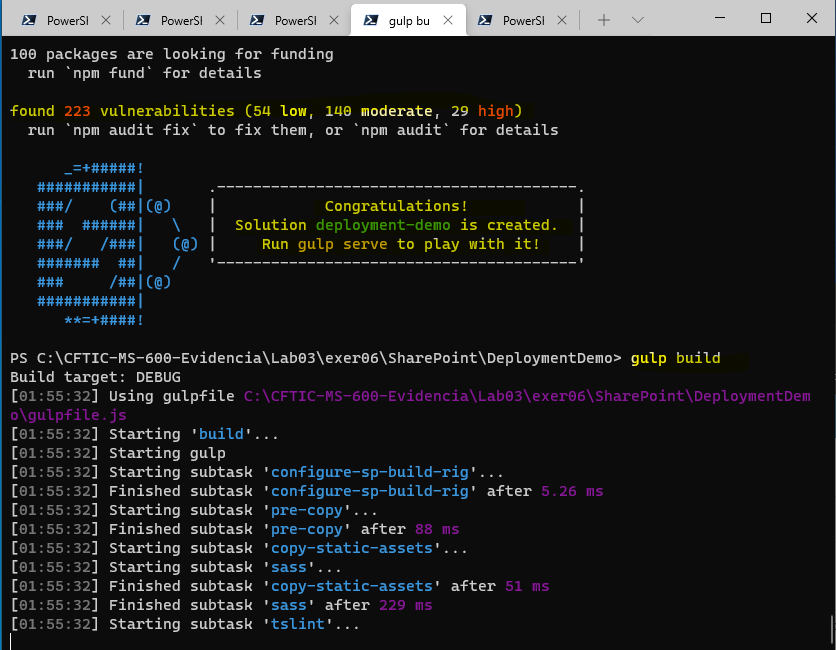 PowerSl
PowerSl
PowerSl
gulp bu
PowerSl
100 packages are looking for funding
  run `npm fund` for details
found 223 vulnerabilities (54 low, 140 moderate, 29 high)
  run `npm audit fix` to fix them, or `npm audit` for details
      _=+#####!
   ###########|      .----------------------------------------.
   ###/    (##|(@)    |            Congratulations!            |
   ###  ######|   \   |  Solution deployment-demo is created.  |
   ###/   /###|   (@) |     Run gulp serve to play with it!    |
   #######  ##|   /   '----------------------------------------'
   ###     /##|(@)
   ###########|
      **=+####!
PS C:\CFTIC-MS-600-Evidencia\Lab03\exer06\SharePoint\DeploymentDemo> gulp build
Build target: DEBUG
[01:55:32] Using gulpfile C:\CFTIC-MS-600-Evidencia\Lab03\exer06\SharePoint\DeploymentDem
o\gulpfile.js
[01:55:32] Starting 'build'...
[01:55:32] Starting gulp
[01:55:32] Starting subtask 'configure-sp-build-rig'...
[01:55:32] Finished subtask 'configure-sp-build-rig' after 5.26 ms
[01:55:32] Starting subtask 'pre-copy'...
[01:55:32] Finished subtask 'pre-copy' after 88 ms
[01:55:32] Starting subtask 'copy-static-assets'...
[01:55:32] Starting subtask 'sass'...
[01:55:32] Finished subtask 'copy-static-assets' after 51 ms
[01:55:32] Finished subtask 'sass' after 229 ms
[01:55:32] Starting subtask 'tslint'...